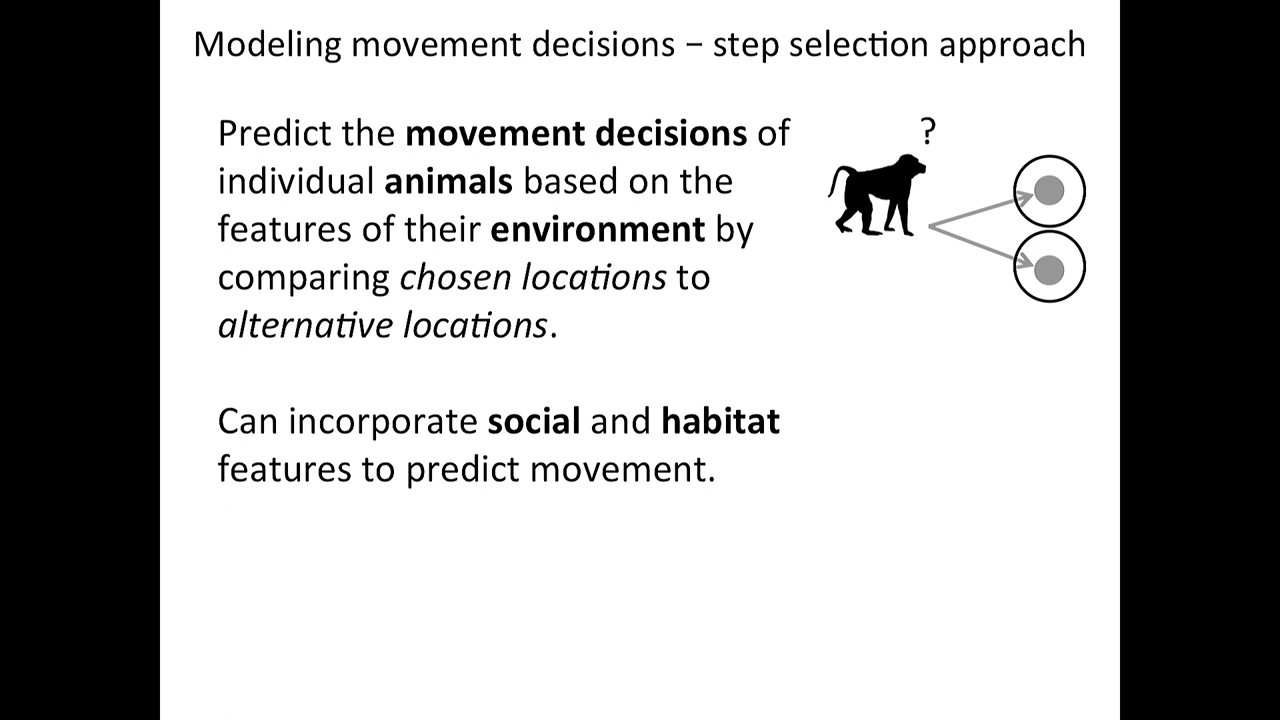 Modeling movement decisions – step selection approach
Predict the movement decisions of
individual animals based on the
features of their environment by
comparing chosen locations to
alternative locations.
Can incorporate social and habitat
features to predict movement.
?